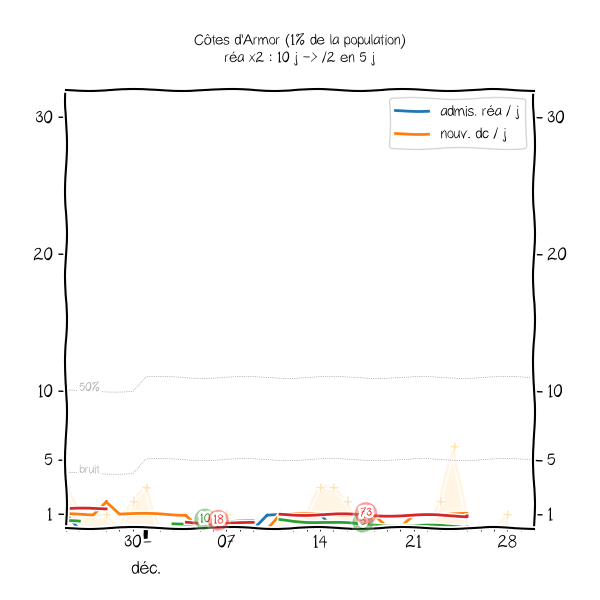 Côtes d'Armor (1% de la population)
réa x2 : 10 j -> /2 en 5 j
admis. réa / j
nouv. dc / j
30 30
20 20
10 10
50%
5 5
bruit
1 1
10 18 73
30 07 14 21 28
déc.